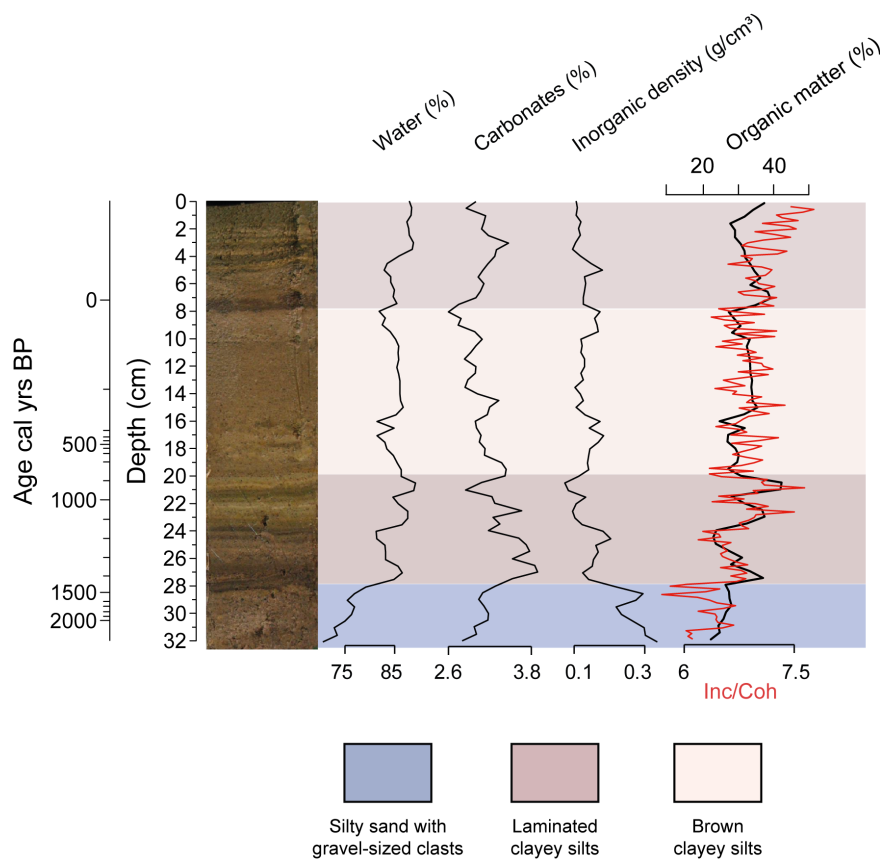 Water (%)
Carbonates (%)
Inorganic density (g/cm³)
Organic matter (%)
20 40
Age cal yrs BP
0
500
1000
1500
2000
Depth (cm)
0
2
4
6
8
10
12
14
16
18
20
22
24
26
28
30
32
75 85 2.6 3.8 0.1 0.3 6 7.5
Inc/Coh
Silty sand with
gravel-sized clasts
Laminated
clayey silts
Brown
clayey silts